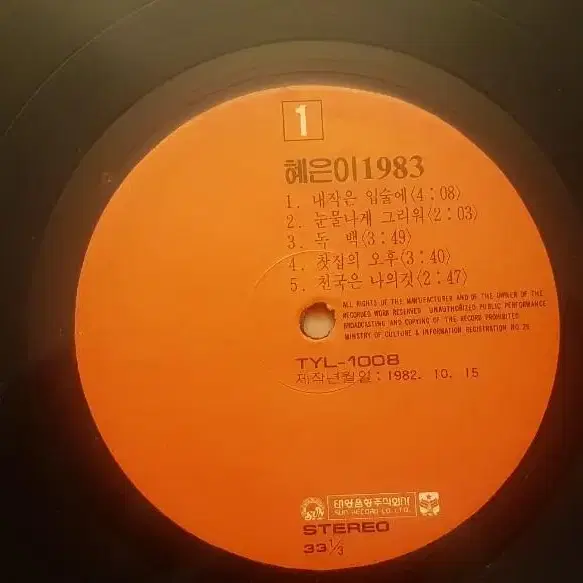 1
혜은이 1983
1. 내작은 입술에(4:08)
2. 눈물나게 그리워(2:03)
3. 독 백(3:49)
4. 찻집의 오후(3:40)
5. 천국은 나의것(2:47)
ALL RIGHTS OF THE MANUFACTURER AND OF THE OWNER OF THE
RECORDED WORK RESERVED. UNAUTHORIZED PUBLIC PERFORMANCE
BROADCASTING AND COPYING OF THE RECORD PROHIBITED
MINISTRY OF CULTURE & INFORMATION REGISTRATION NO 26
TYL-1008
제작년월일 : 1982. 10. 15
SUN 태양음향주식회사
SUN RECORD CO. LTD.
STEREO
33 1/3